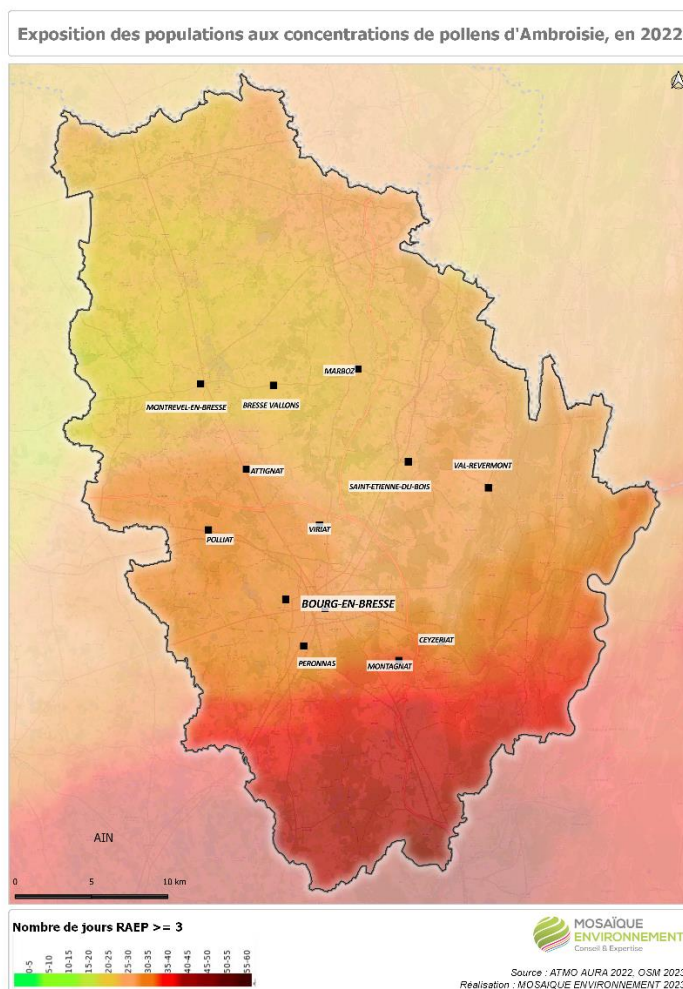 Exposition des populations aux concentrations de pollens d'Ambroisie, en 2022
MARBOZ
MONTREVEL-EN-BRESSE
BRESSE VALLONS
ATTIGNAT
VAL-REVERMONT
SAINT-ETIENNE-DU-BOIS
VIRIAT
POLLIAT
BOURG-EN-BRESSE
CEYZERIAT
PERONNAS
MONTAGNAT
AIN
0 5 10 km
Nombre de jours RAEP >= 3
0-5 5-10 10-15 15-20 20-25 25-30 30-35 35-40 40-45 45-50 50-55 55-60
MOSAÏQUE
ENVIRONNEMENT
Conseil & Expertise
Source : ATMO AURA 2022, OSM 2023
Réalisation : MOSAIQUE ENVIRONNEMENT 2023